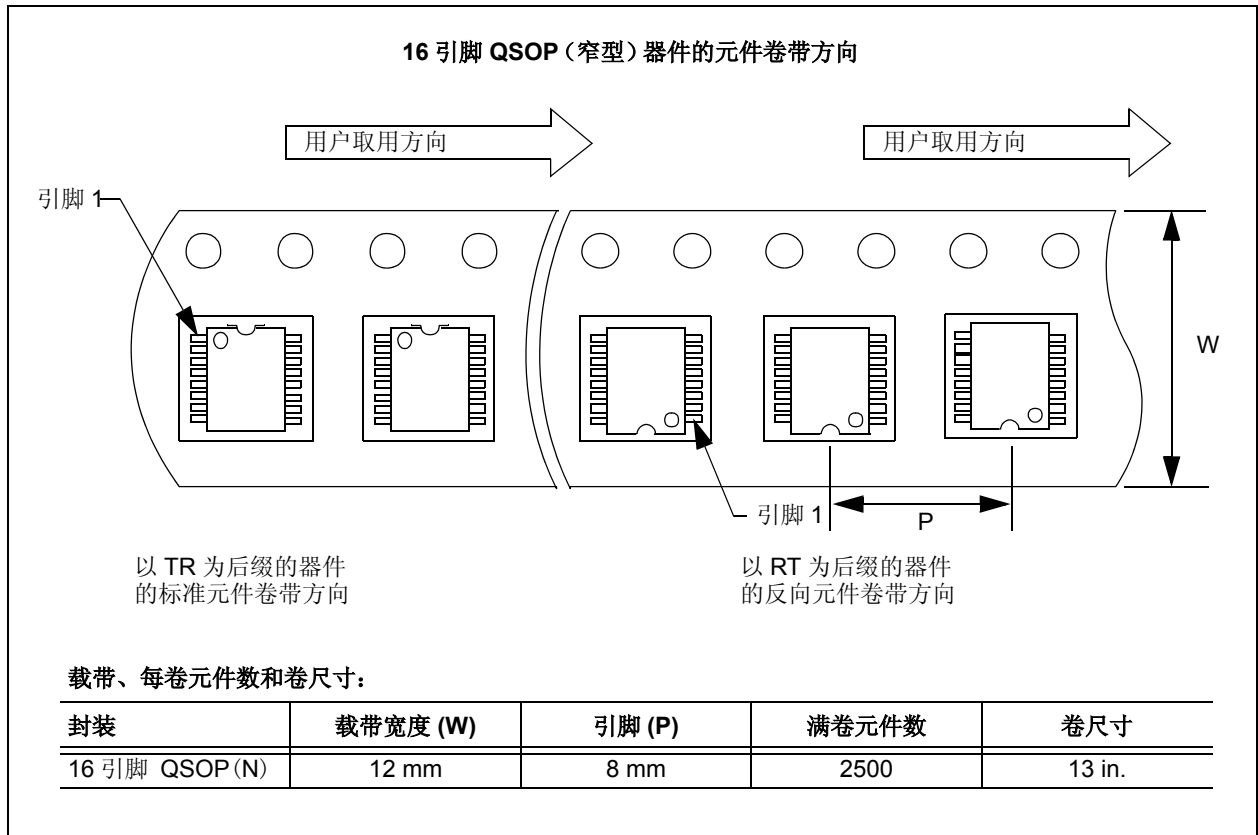 16 引脚 QSOP（窄型）器件的元件卷带方向
用户取用方向
用户取用方向
引脚 1
W
引脚 1
P
以 TR 为后缀的器件
的标准元件卷带方向
以 RT 为后缀的器件
的反向元件卷带方向
载带、每卷元件数和卷尺寸：
封装 载带宽度 (W) 引脚 (P) 满卷元件数 卷尺寸
16 引脚 QSOP（N） 12 mm 8 mm 2500 13 in.